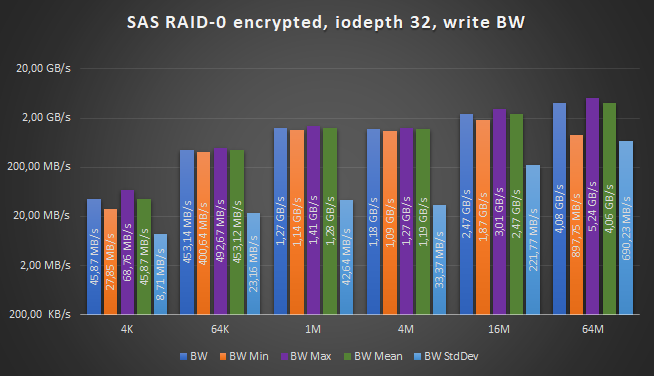 SAS RAID-0 encrypted, iodepth 32, write BW
20,00 GB/s
2,00 GB/s
200,00 MB/s
20,00 MB/s
2,00 MB/s
200,00 KB/s
45,87 MB/s
27,85 MB/s
68,76 MB/s
45,87 MB/s
8,71 MB/s
453,14 MB/s
400,64 MB/s
492,67 MB/s
453,12 MB/s
23,16 MB/s
1,27 GB/s
1,14 GB/s
1,41 GB/s
1,28 GB/s
42,64 MB/s
1,18 GB/s
1,09 GB/s
1,27 GB/s
1,19 GB/s
33,37 MB/s
2,47 GB/s
1,87 GB/s
3,01 GB/s
2,47 GB/s
221,77 MB/s
4,08 GB/s
897,75 MB/s
5,24 GB/s
4,06 GB/s
690,23 MB/s
4K 64K 1M 4M 16M 64M
BW BW Min BW Max BW Mean BW StdDev